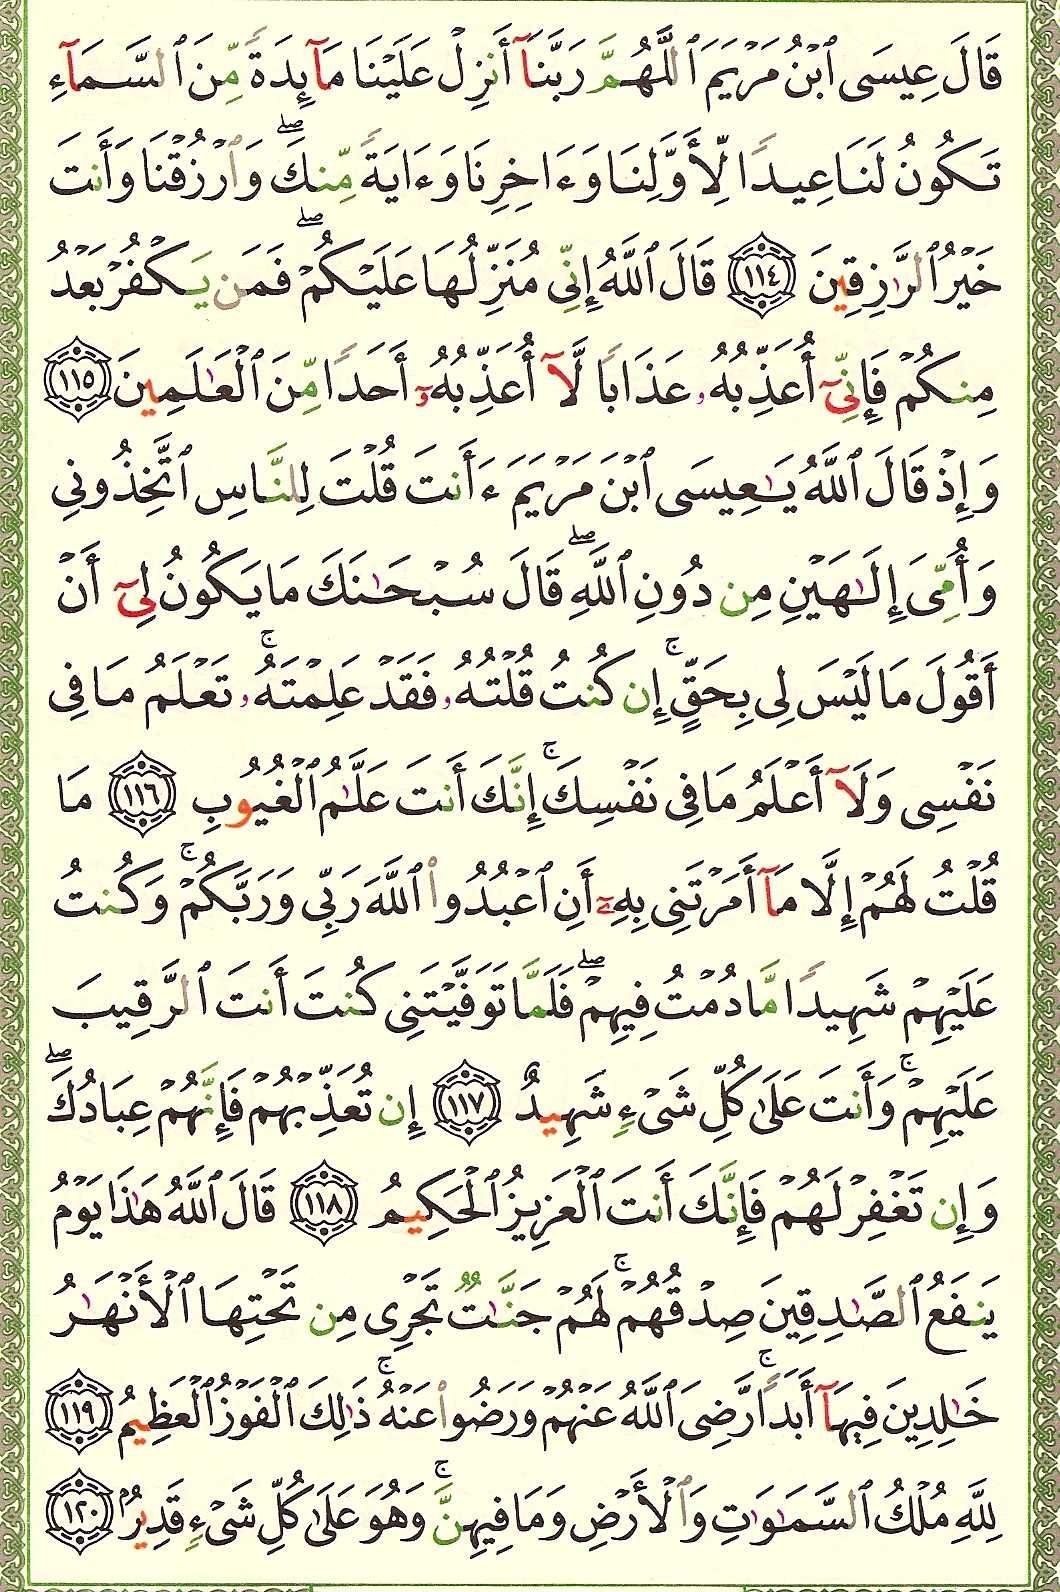 قَالَ عِيسَى ٱبْنُ مَرْيَمَ ٱللَّهُمَّ رَبَّنَآ أَنزِلْ عَلَيْنَا مَآئِدَةً مِّنَ ٱلسَّمَآءِ
تَكُونُ لَنَا عِيدًا لِّأَوَّلِنَا وَءَاخِرِنَا وَءَايَةً مِّنكَ ۖ وَٱرْزُقْنَا وَأَنتَ
خَيْرُ ٱلرَّٰزِقِينَ ١١٤ قَالَ ٱللَّهُ إِنِّى مُنَزِّلُهَا عَلَيْكُمْ ۖ فَمَن يَكْفُرْ بَعْدُ
مِنكُمْ فَإِنِّىٓ أُعَذِّبُهُۥ عَذَابًا لَّآ أُعَذِّبُهُۥٓ أَحَدًا مِّنَ ٱلْعَٰلَمِينَ ١١٥
وَإِذْ قَالَ ٱللَّهُ يَٰعِيسَى ٱبْنَ مَرْيَمَ ءَأَنتَ قُلْتَ لِلنَّاسِ ٱتَّخِذُونِى
وَأُمِّىَ إِلَٰهَيْنِ مِن دُونِ ٱللَّهِ ۖ قَالَ سُبْحَٰنَكَ مَا يَكُونُ لِىٓ أَنْ
أَقُولَ مَا لَيْسَ لِى بِحَقٍّ ۚ إِن كُنتُ قُلْتُهُۥ فَقَدْ عَلِمْتَهُۥ ۚ تَعْلَمُ مَا فِى
نَفْسِى وَلَآ أَعْلَمُ مَا فِى نَفْسِكَ ۚ إِنَّكَ أَنتَ عَلَّٰمُ ٱلْغُيُوبِ ١١٦ مَا
قُلْتُ لَهُمْ إِلَّا مَآ أَمَرْتَنِى بِهِۦٓ أَنِ ٱعْبُدُوا۟ ٱللَّهَ رَبِّى وَرَبَّكُمْ ۚ وَكُنتُ
عَلَيْهِمْ شَهِيدًا مَّا دُمْتُ فِيهِمْ ۖ فَلَمَّا تَوَفَّيْتَنِى كُنتَ أَنتَ ٱلرَّقِيبَ
عَلَيْهِمْ ۚ وَأَنتَ عَلَىٰ كُلِّ شَىْءٍ شَهِيدٌ ١١٧ إِن تُعَذِّبْهُمْ فَإِنَّهُمْ عِبَادُكَ ۖ
وَإِن تَغْفِرْ لَهُمْ فَإِنَّكَ أَنتَ ٱلْعَزِيزُ ٱلْحَكِيمُ ١١٨ قَالَ ٱللَّهُ هَٰذَا يَوْمُ
يَنفَعُ ٱلصَّٰدِقِينَ صِدْقُهُمْ ۚ لَهُمْ جَنَّٰتٌ تَجْرِى مِن تَحْتِهَا ٱلْأَنْهَٰرُ
خَٰلِدِينَ فِيهَآ أَبَدًا ۚ رَّضِىَ ٱللَّهُ عَنْهُمْ وَرَضُوا۟ عَنْهُ ۚ ذَٰلِكَ ٱلْفَوْزُ ٱلْعَظِيمُ ١١٩
لِلَّهِ مُلْكُ ٱلسَّمَٰوَٰتِ وَٱلْأَرْضِ وَمَا فِيهِنَّ ۚ وَهُوَ عَلَىٰ كُلِّ شَىْءٍ قَدِيرٌۢ ١٢٠